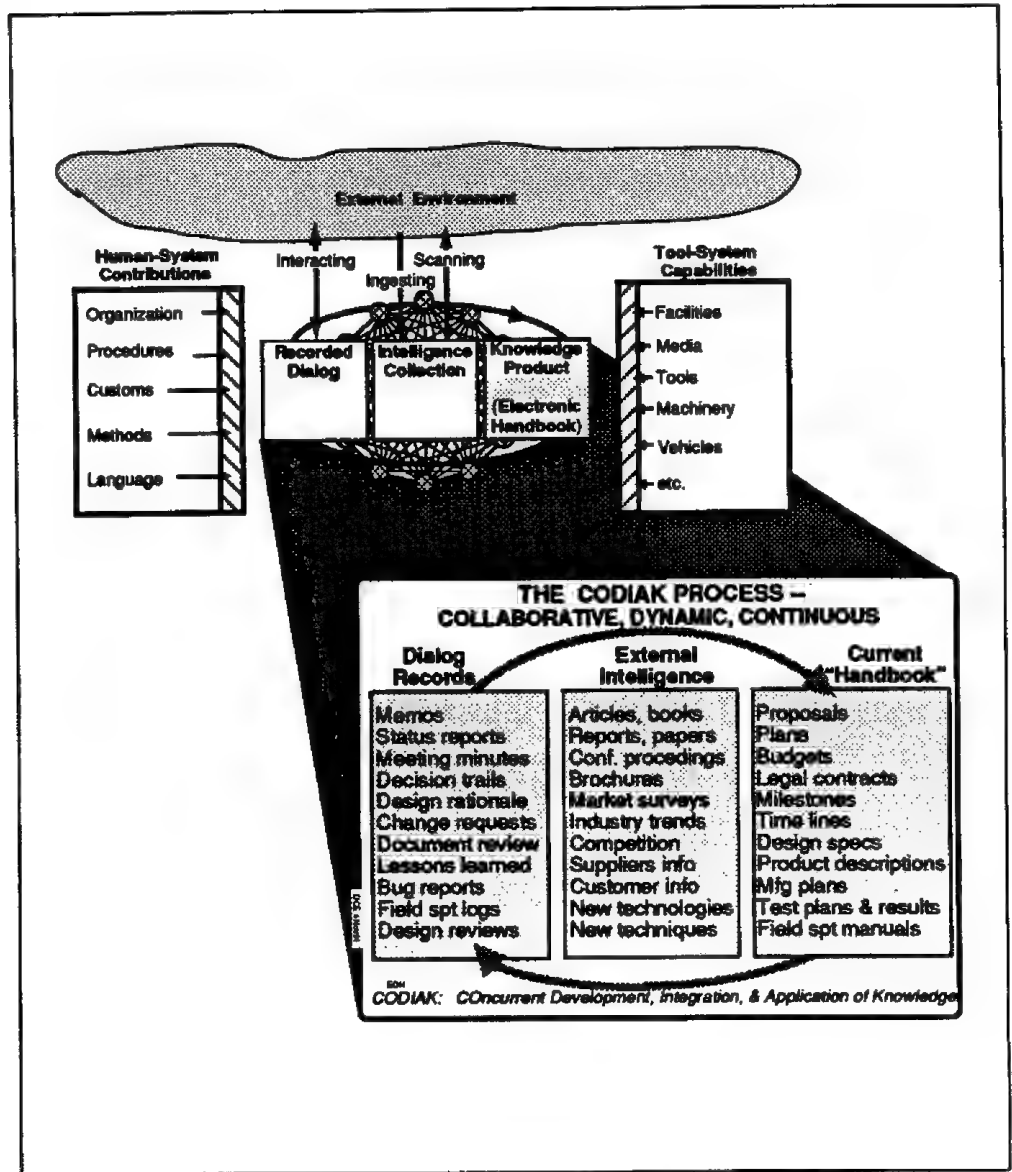 External Environment
Interacting
Ingesting
Scanning
Human-System
Contributions
Organization
Procedures
Customs
Methods
Language
Recorded
Dialog
Intelligence
Collection
Knowledge
Product
(Electronic
Handbook)
Tool-System
Capabilities
Facilities
Media
Tools
Machinery
Vehicles
etc.
THE CODIAK PROCESS –
COLLABORATIVE, DYNAMIC, CONTINUOUS
Dialog
Records
Memos
Status reports
Meeting minutes
Decision trails
Design rationale
Change requests
Document review
Lessons learned
Bug reports
Field spt logs
Design reviews
External
Intelligence
Articles, books
Reports, papers
Conf. procedings
Brochures
Market surveys
Industry trends
Competition
Suppliers info
Customer info
New technologies
New techniques
Current
"Handbook"
Proposals
Plans
Budgets
Legal contracts
Milestones
Time lines
Design specs
Product descriptions
Mfg plans
Test plans & results
Field spt manuals
CODIAK: COncurrent Development, Integration, & Application of Knowledge